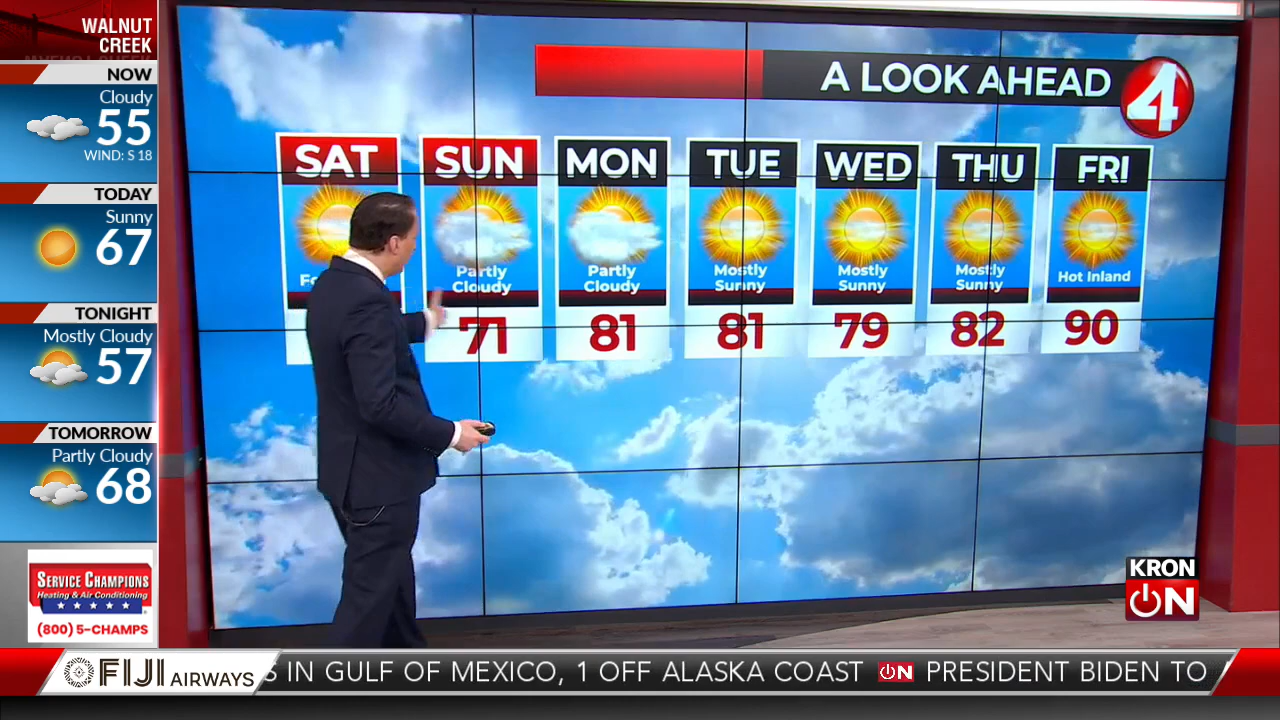 WALNUT
CREEK
NOW
Cloudy
55
WIND: S 18
TODAY
Sunny
67
TONIGHT
Mostly Cloudy
57
TOMORROW
Partly Cloudy
68
SERVICE CHAMPIONS
Heating & Air Conditioning
(800) 5-CHAMPS
A LOOK AHEAD
4
SAT SUN MON TUE WED THU FRI
Partly Cloudy
Partly Cloudy
Mostly Sunny
Mostly Sunny
Mostly Sunny
Hot Inland
71 81 81 79 82 90
KRON
ON
FIJI AIRWAYS
S IN GULF OF MEXICO, 1 OFF ALASKA COAST ON PRESIDENT BIDEN TO